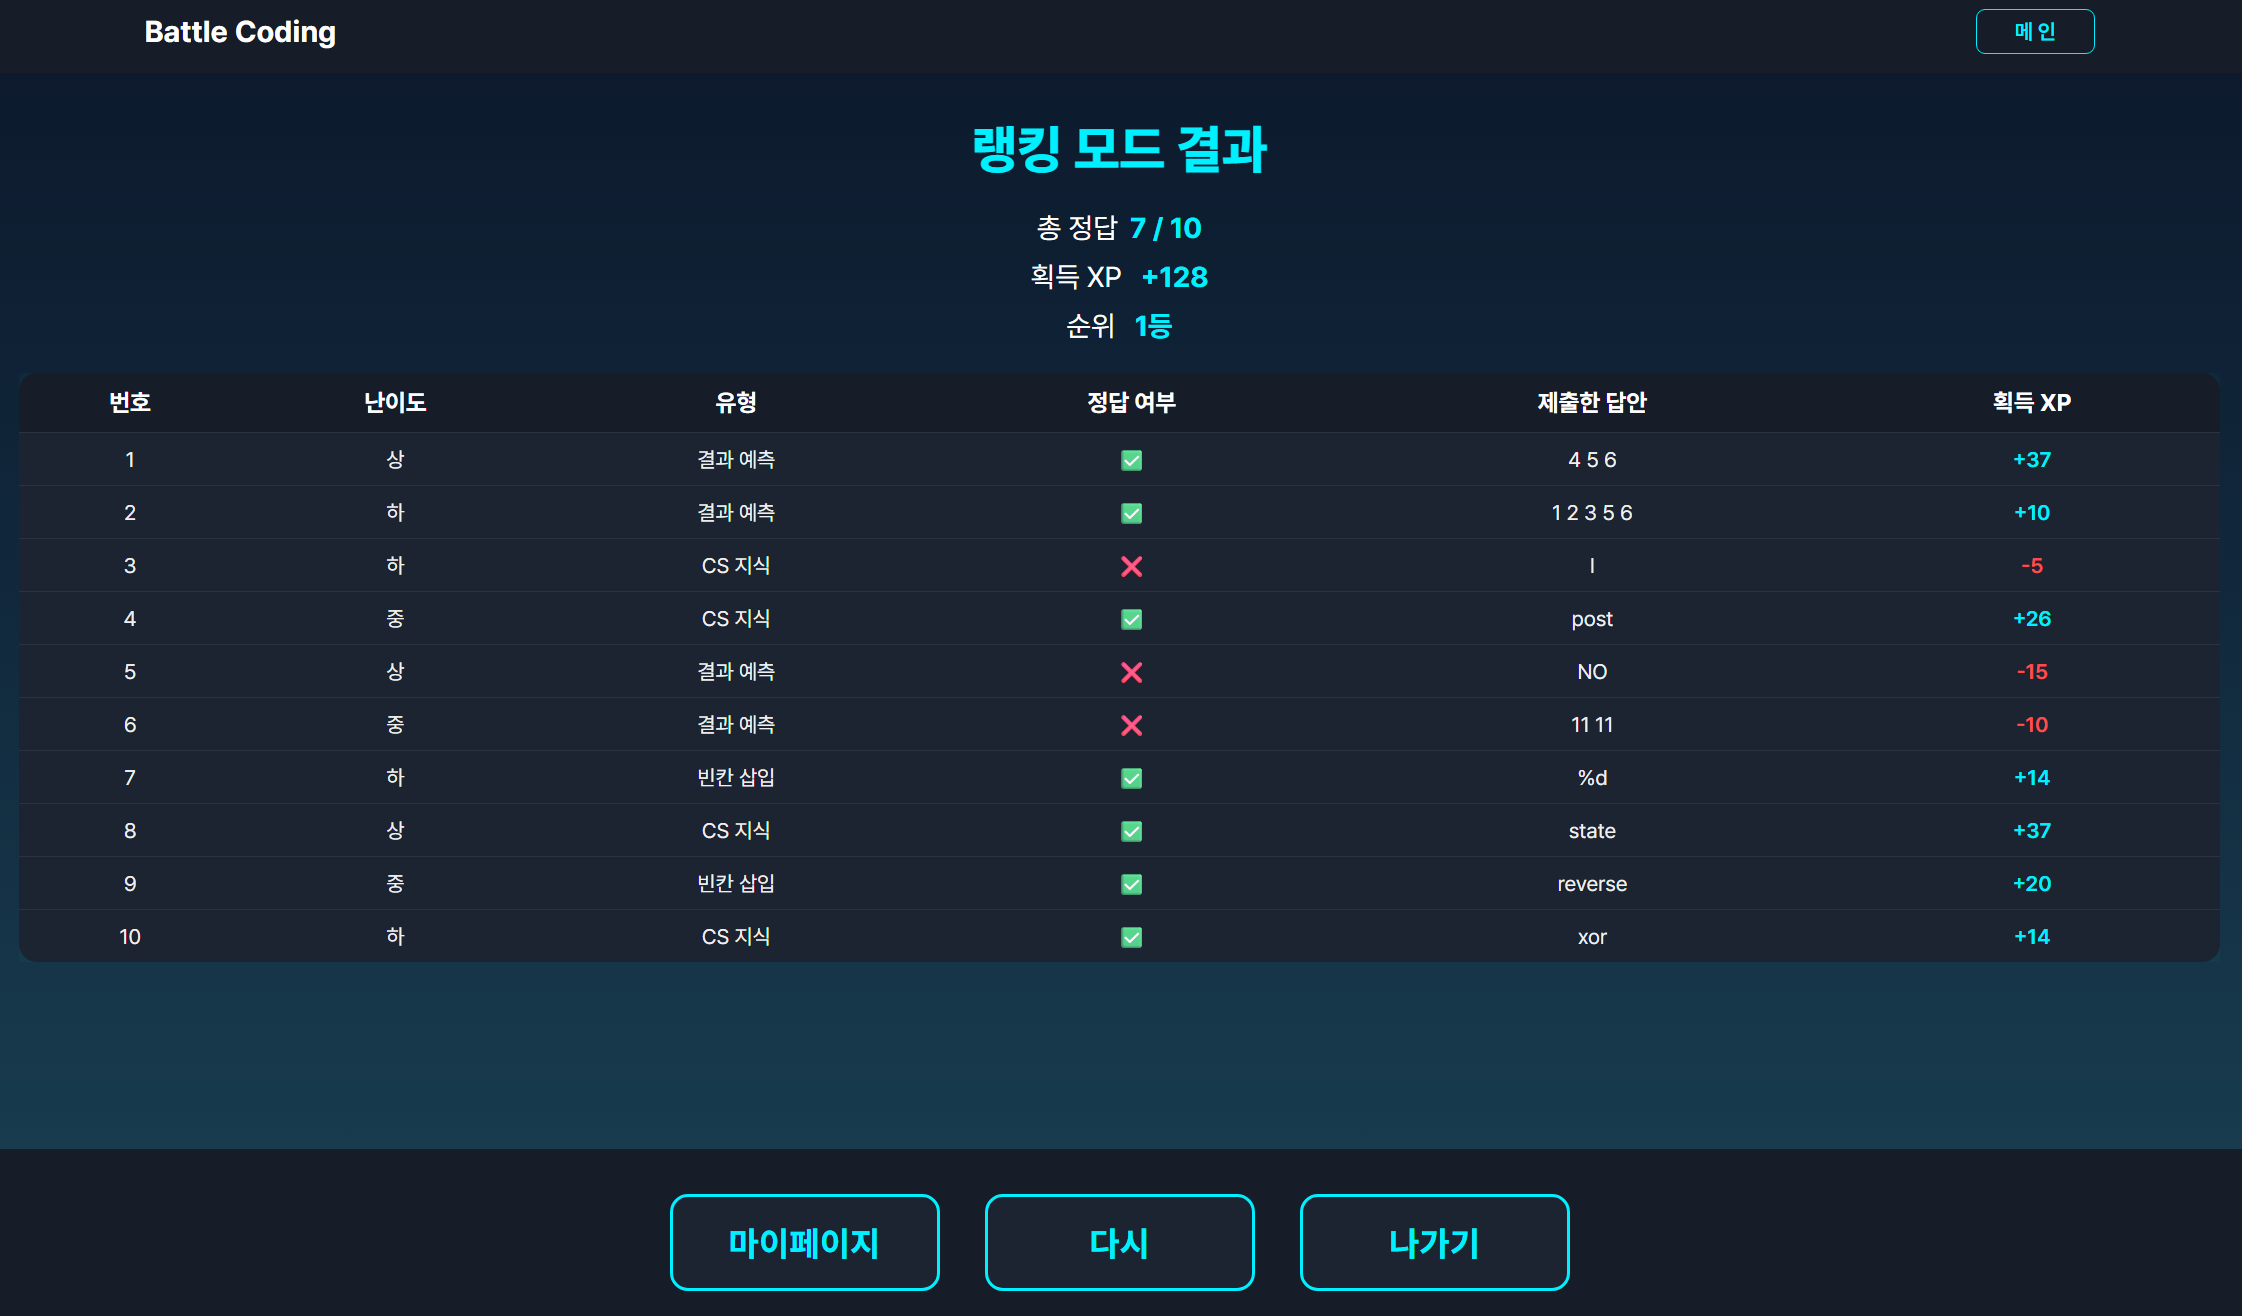 Battle Coding 메인
랭킹 모드 결과
총 정답 7 / 10
획득 XP +128
순위 1등
번호 난이도 유형 정답 여부 제출한 답안 획득 XP
1 상 결과 예측 ✅ 4 5 6 +37
2 하 결과 예측 ✅ 1 2 3 5 6 +10
3 하 CS 지식 ❌ l -5
4 중 CS 지식 ✅ post +26
5 상 결과 예측 ❌ NO -15
6 중 결과 예측 ❌ 11 11 -10
7 하 빈칸 삽입 ✅ %d +14
8 상 CS 지식 ✅ state +37
9 중 빈칸 삽입 ✅ reverse +20
10 하 CS 지식 ✅ xor +14
마이페이지 다시 나가기